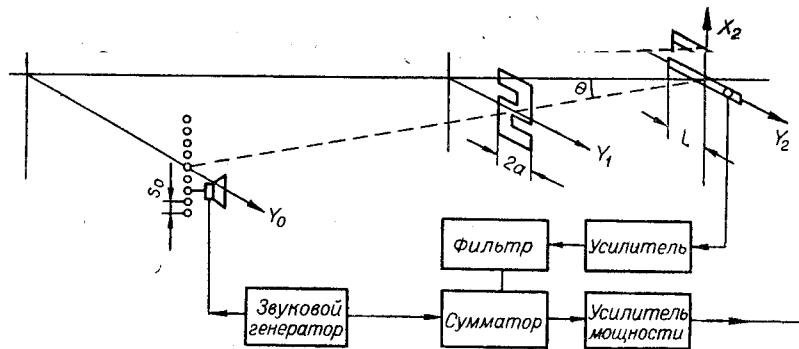 X₂
Θ
Y₂
Y₁
L
2a
S₀
Y₀
Фильтр
Усилитель
Звуковой
генератор
Сумматор
Усилитель
мощности